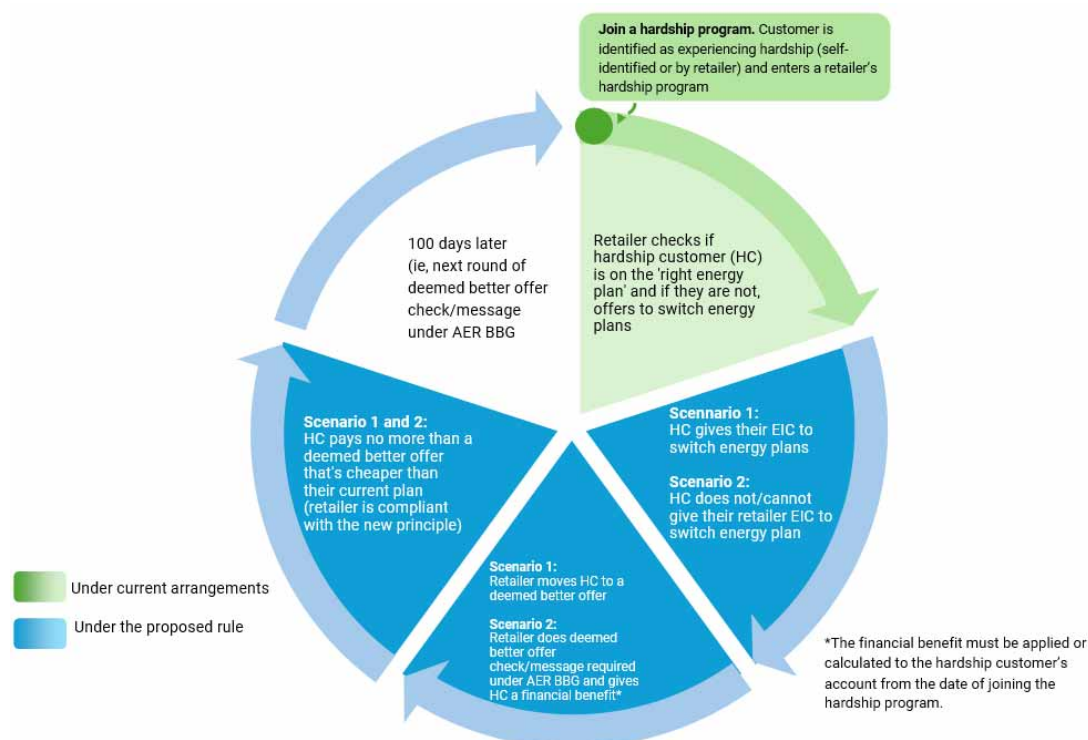 Join a hardship program. Customer is
identified as experiencing hardship (self-
identified or by retailer) and enters a retailer's
hardship program
Retailer checks if
hardship customer (HC)
is on the 'right energy
plan' and if they are not,
offers to switch energy
plans
Scennario 1:
HC gives their EIC to
switch energy plans
Scenario 2:
HC does not/cannot
give their retailer EIC to
switch energy plan
Scenario 1:
Retailer moves HC to a
deemed better offer
Scenario 2:
Retailer does deemed
better offer
check/message required
under AER BBG and gives
HC a financial benefit*
Scenario 1 and 2:
HC pays no more than a
deemed better offer
that's cheaper than
their current plan
(retailer is compliant
with the new principle)
100 days later
(ie, next round of
deemed better offer
check/message
under AER BBG
Under current arrangements
Under the proposed rule
*The financial benefit must be applied or
calculated to the hardship customer's
account from the date of joining the
hardship program.